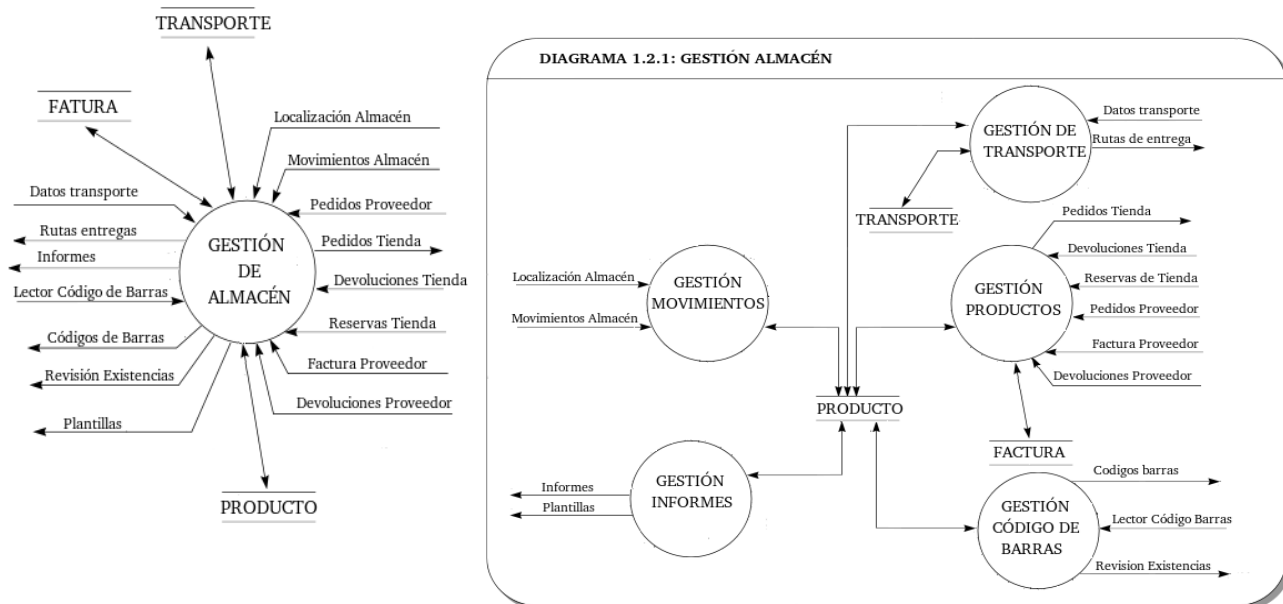 TRANSPORTE
FATURA
Localización Almacén
Movimientos Almacén
Datos transporte
Pedidos Proveedor
Rutas entregas
Pedidos Tienda
Informes
GESTIÓN
DE
ALMACÉN
Devoluciones Tienda
Lector Código de Barras
Reservas Tienda
Códigos de Barras
Factura Proveedor
Revisión Existencias
Devoluciones Proveedor
Plantillas
PRODUCTO
DIAGRAMA 1.2.1: GESTIÓN ALMACÉN
GESTIÓN DE
TRANSPORTE
Datos transporte
Rutas de entrega
TRANSPORTE
Pedidos Tienda
Devoluciones Tienda
Reservas de Tienda
GESTIÓN
PRODUCTOS
Pedidos Proveedor
Factura Proveedor
Devoluciones Proveedor
Localización Almacén
GESTIÓN
MOVIMIENTOS
Movimientos Almacén
PRODUCTO
FACTURA
GESTIÓN
INFORMES
Informes
Plantillas
Codigos barras
GESTIÓN
CÓDIGO DE
BARRAS
Lector Código Barras
Revision Existencias